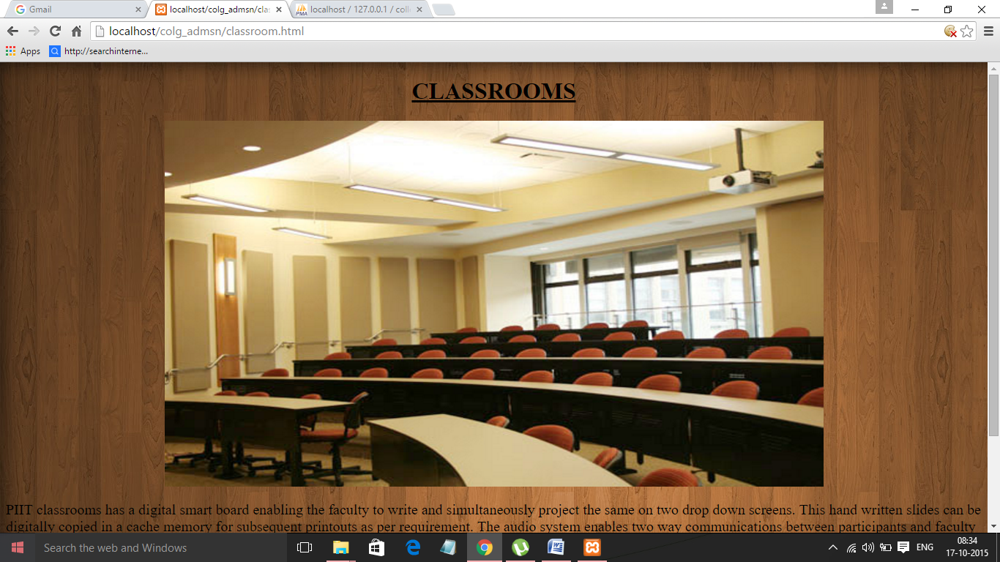 Gmail
localhost/colg_admsn/clas
localhost / 127.0.0.1 / coll
localhost/colg_admsn/classroom.html
Apps
http://searchinterne...
CLASSROOMS
PIIT classrooms has a digital smart board enabling the faculty to write and simultaneously project the same on two drop down screens. This hand written slides can be
digitally copied in a cache memory for subsequent printouts as per requirement. The audio system enables two way communications between participants and faculty
Search the web and Windows
ENG
08:34
17-10-2015